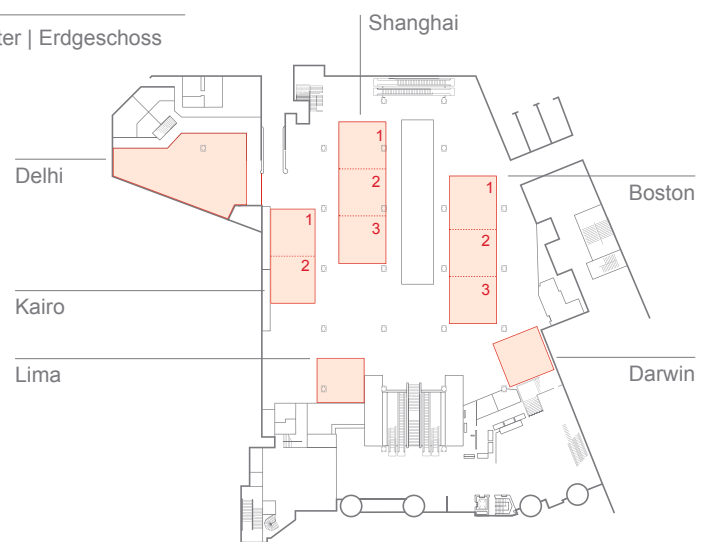 Shanghai
ter | Erdgeschoss
1
2
3
Delhi
1
2
3
Boston
1
2
Kairo
Lima
Darwin